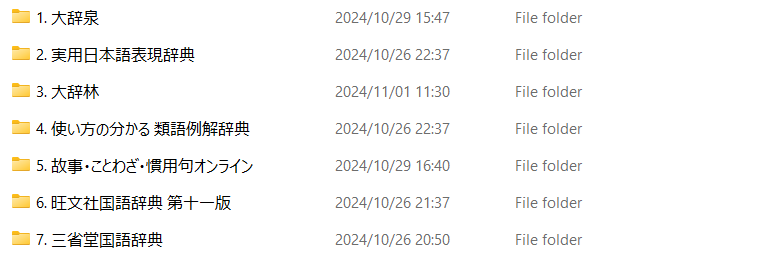 1. 大辞泉 2024/10/29 15:47 File folder
2. 実用日本語表現辞典 2024/10/26 22:37 File folder
3. 大辞林 2024/11/01 11:30 File folder
4. 使い方の分かる 類語例解辞典 2024/10/26 22:37 File folder
5. 故事・ことわざ・慣用句オンライン 2024/10/29 16:40 File folder
6. 旺文社国語辞典 第十一版 2024/10/26 21:37 File folder
7. 三省堂国語辞典 2024/10/26 20:50 File folder